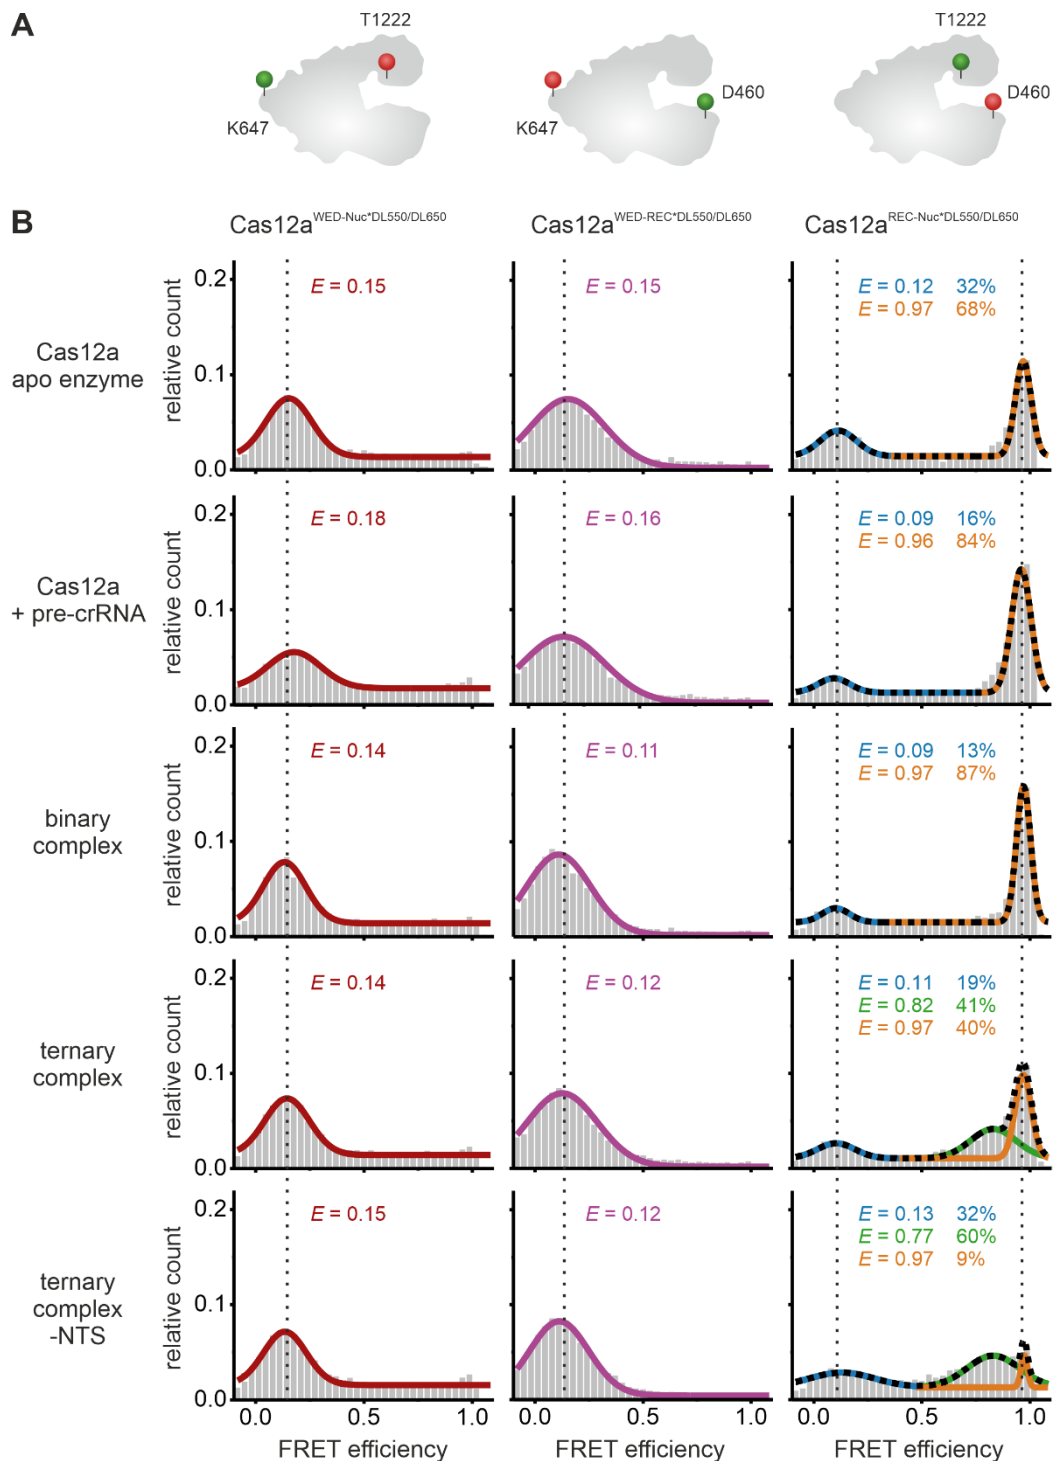 A
T1222
K647
K647
D460
T1222
D460
B
Cas12a^WED-Nuc*DL550/DL650
Cas12a^WED-REC*DL550/DL650
Cas12a^REC-Nuc*DL550/DL650
Cas12a
apo enzyme
relative count
0.2
0.1
0.0
E = 0.15
E = 0.15
E = 0.12 32%
E = 0.97 68%
Cas12a
+ pre-crRNA
relative count
0.2
0.1
0.0
E = 0.18
E = 0.16
E = 0.09 16%
E = 0.96 84%
binary
complex
relative count
0.2
0.1
0.0
E = 0.14
E = 0.11
E = 0.09 13%
E = 0.97 87%
ternary
complex
relative count
0.2
0.1
0.0
E = 0.14
E = 0.12
E = 0.11 19%
E = 0.82 41%
E = 0.97 40%
ternary
complex
-NTS
relative count
0.2
0.1
0.0
E = 0.15
E = 0.12
E = 0.13 32%
E = 0.77 60%
E = 0.97 9%
0.0 0.5 1.0
0.0 0.5 1.0
0.0 0.5 1.0
FRET efficiency
FRET efficiency
FRET efficiency